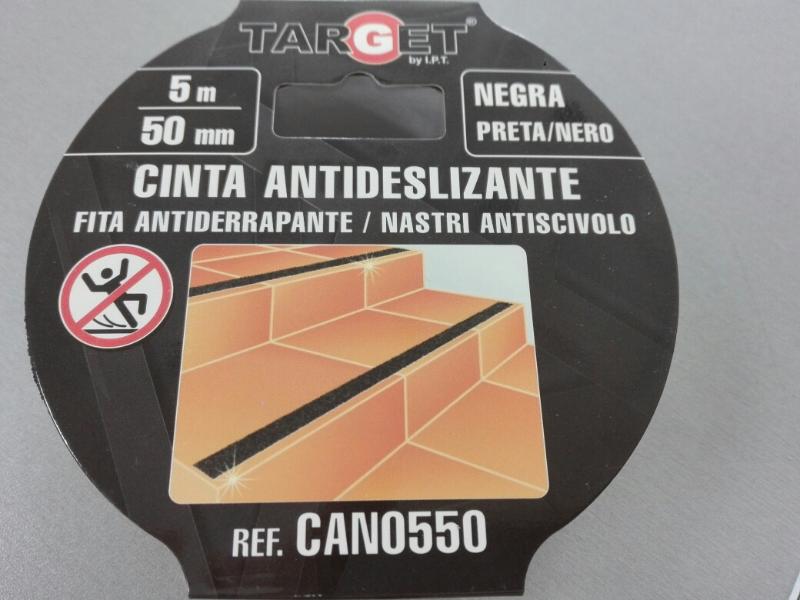 TARGET®
by I.P.T.
5 m
50 mm
NEGRA
PRETA/NERO
CINTA ANTIDESLIZANTE
FITA ANTIDERRAPANTE / NASTRI ANTISCIVOLO
REF. CAN0550